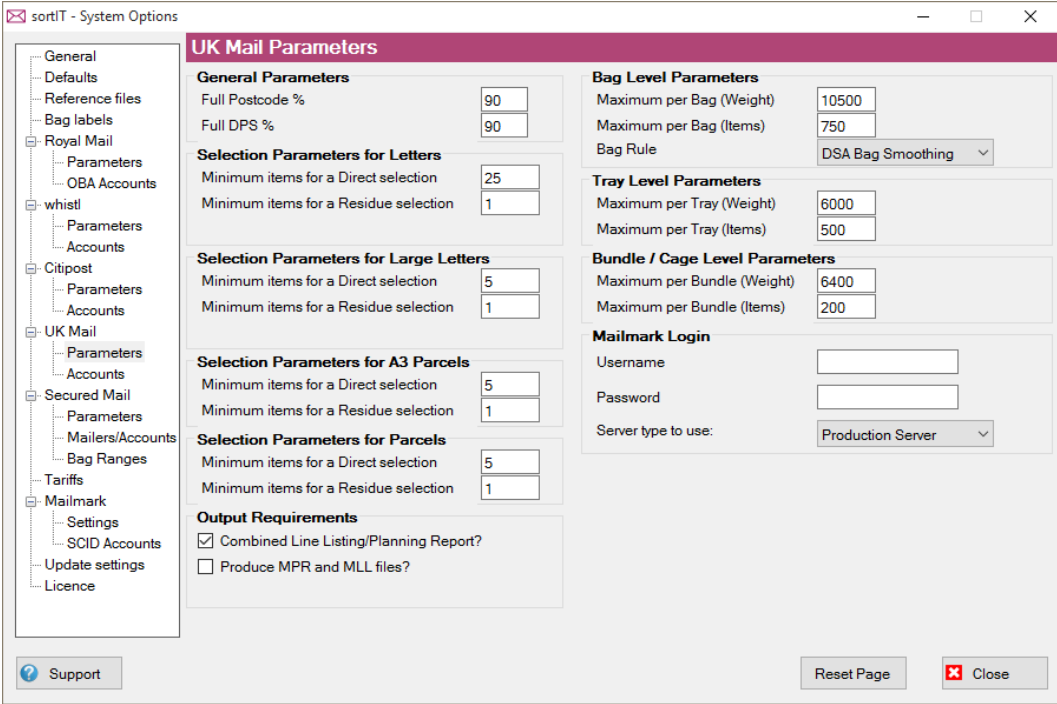 sortIT - System Options
General
Defaults
Reference files
Bag labels
Royal Mail
Parameters
OBA Accounts
whistl
Parameters
Accounts
Citipost
Parameters
Accounts
UK Mail
Parameters
Accounts
Secured Mail
Parameters
Mailers/Accounts
Bag Ranges
Tariffs
Mailmark
Settings
SCID Accounts
Update settings
Licence
UK Mail Parameters
General Parameters
Full Postcode % 90
Full DPS % 90
Selection Parameters for Letters
Minimum items for a Direct selection 25
Minimum items for a Residue selection 1
Selection Parameters for Large Letters
Minimum items for a Direct selection 5
Minimum items for a Residue selection 1
Selection Parameters for A3 Parcels
Minimum items for a Direct selection 5
Minimum items for a Residue selection 1
Selection Parameters for Parcels
Minimum items for a Direct selection 5
Minimum items for a Residue selection 1
Output Requirements
Combined Line Listing/Planning Report?
Produce MPR and MLL files?
Bag Level Parameters
Maximum per Bag (Weight) 10500
Maximum per Bag (Items) 750
Bag Rule DSA Bag Smoothing
Tray Level Parameters
Maximum per Tray (Weight) 6000
Maximum per Tray (Items) 500
Bundle / Cage Level Parameters
Maximum per Bundle (Weight) 6400
Maximum per Bundle (Items) 200
Mailmark Login
Username
Password
Server type to use: Production Server
Support
Reset Page
Close